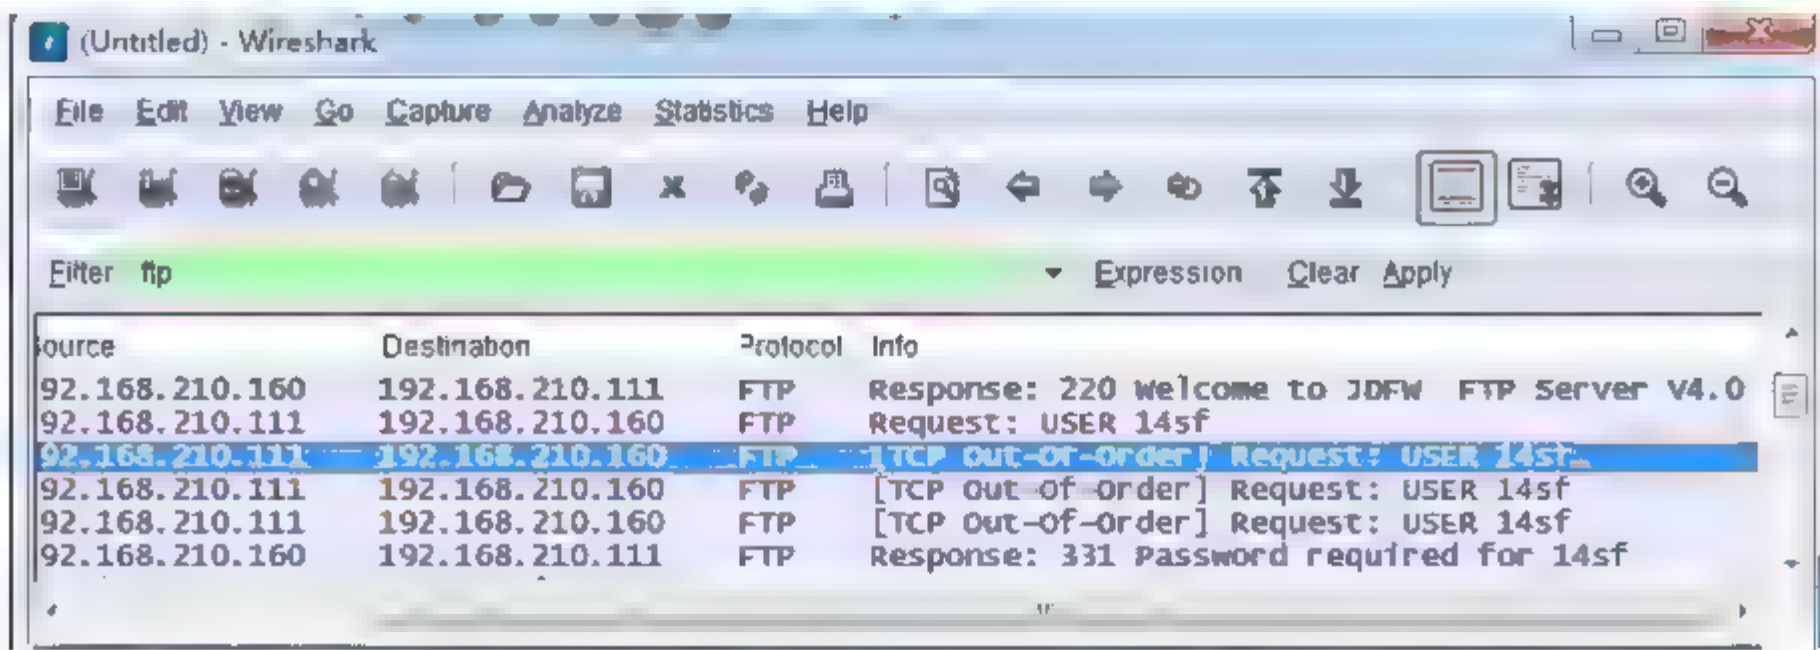 (Untitled) - Wireshark
File Edit View Go Capture Analyze Statistics Help
Filter ftp Expression Clear Apply
ource Destination Protocol Info
92.168.210.160 192.168.210.111 FTP Response: 220 Welcome to JDFW FTP Server V4.0
92.168.210.111 192.168.210.160 FTP Request: USER 14sf
92.168.210.111 192.168.210.160 FTP [TCP Out-Of-Order] Request: USER 14sf
92.168.210.111 192.168.210.160 FTP [TCP Out-Of-Order] Request: USER 14sf
92.168.210.111 192.168.210.160 FTP [TCP Out-Of-Order] Request: USER 14sf
92.168.210.160 192.168.210.111 FTP Response: 331 Password required for 14sf